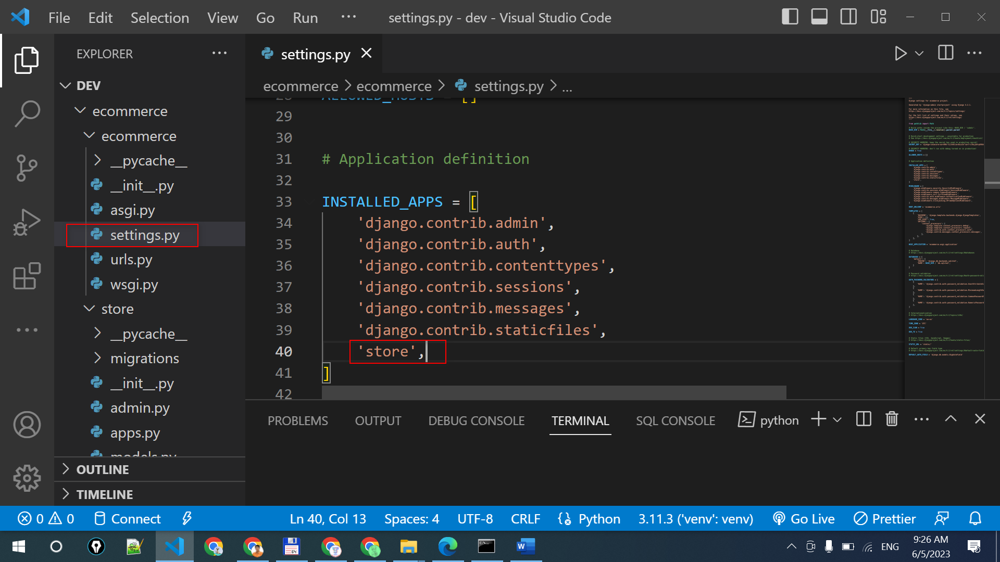 File Edit Selection View Go Run ··· settings.py - dev - Visual Studio Code
EXPLORER ···
DEV
ecommerce
ecommerce
__pycache__
__init__.py
asgi.py
settings.py
urls.py
wsgi.py
store
__pycache__
migrations
__init__.py
admin.py
apps.py
models.py
OUTLINE
TIMELINE
settings.py
ecommerce > ecommerce > settings.py > ...
28 ALLOWED_HOSTS = []
29
30
31 # Application definition
32
33 INSTALLED_APPS = [
34 'django.contrib.admin',
35 'django.contrib.auth',
36 'django.contrib.contenttypes',
37 'django.contrib.sessions',
38 'django.contrib.messages',
39 'django.contrib.staticfiles',
40 'store',
41 ]
42
PROBLEMS OUTPUT DEBUG CONSOLE TERMINAL SQL CONSOLE python
0 0 Connect Ln 40, Col 13 Spaces: 4 UTF-8 CRLF Python 3.11.3 ('venv': venv) Go Live Prettier
ENG 9:26 AM
6/5/2023